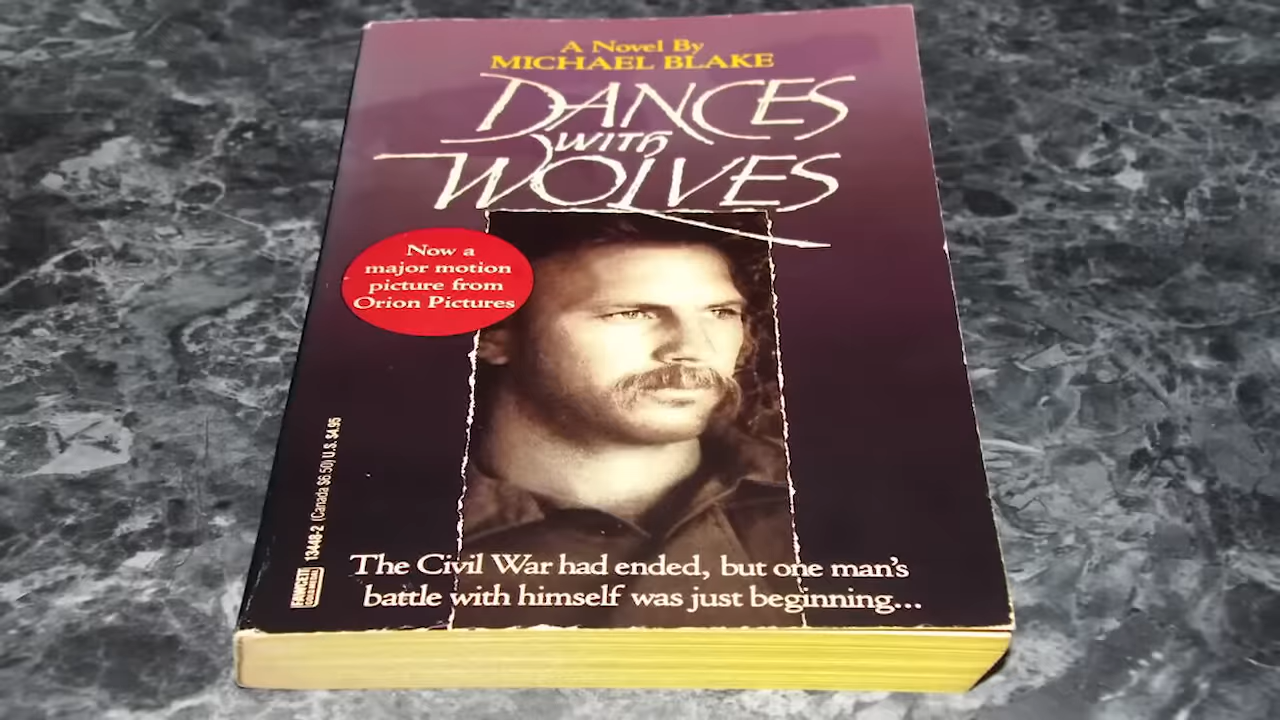 A Novel By
MICHAEL BLAKE
DANCES
WITH
WOLVES
Now a
major motion
picture from
Orion Pictures
FAWCETT
13448-2 (Canada $6.50) U.S. $4.95
The Civil War had ended, but one man's
battle with himself was just beginning...